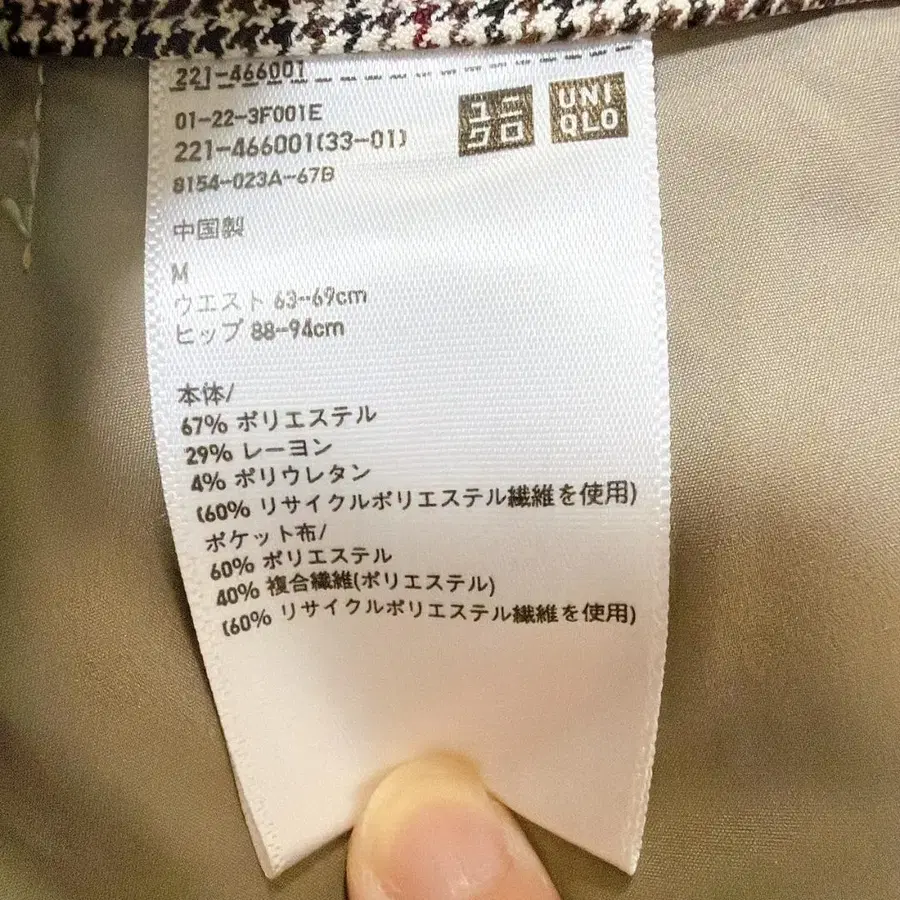 221-466001
01-22-3F001E
221-466001(33-01)
8154-023A-67B
ユニ
クロ
UNI
QLO
中国製
M
ウエスト 63-69cm
ヒップ 88-94cm
本体/
67% ポリエステル
29% レーヨン
4% ポリウレタン
(60% リサイクルポリエステル繊維を使用)
ポケット布/
60% ポリエステル
40% 複合繊維(ポリエステル)
(60% リサイクルポリエステル繊維を使用)